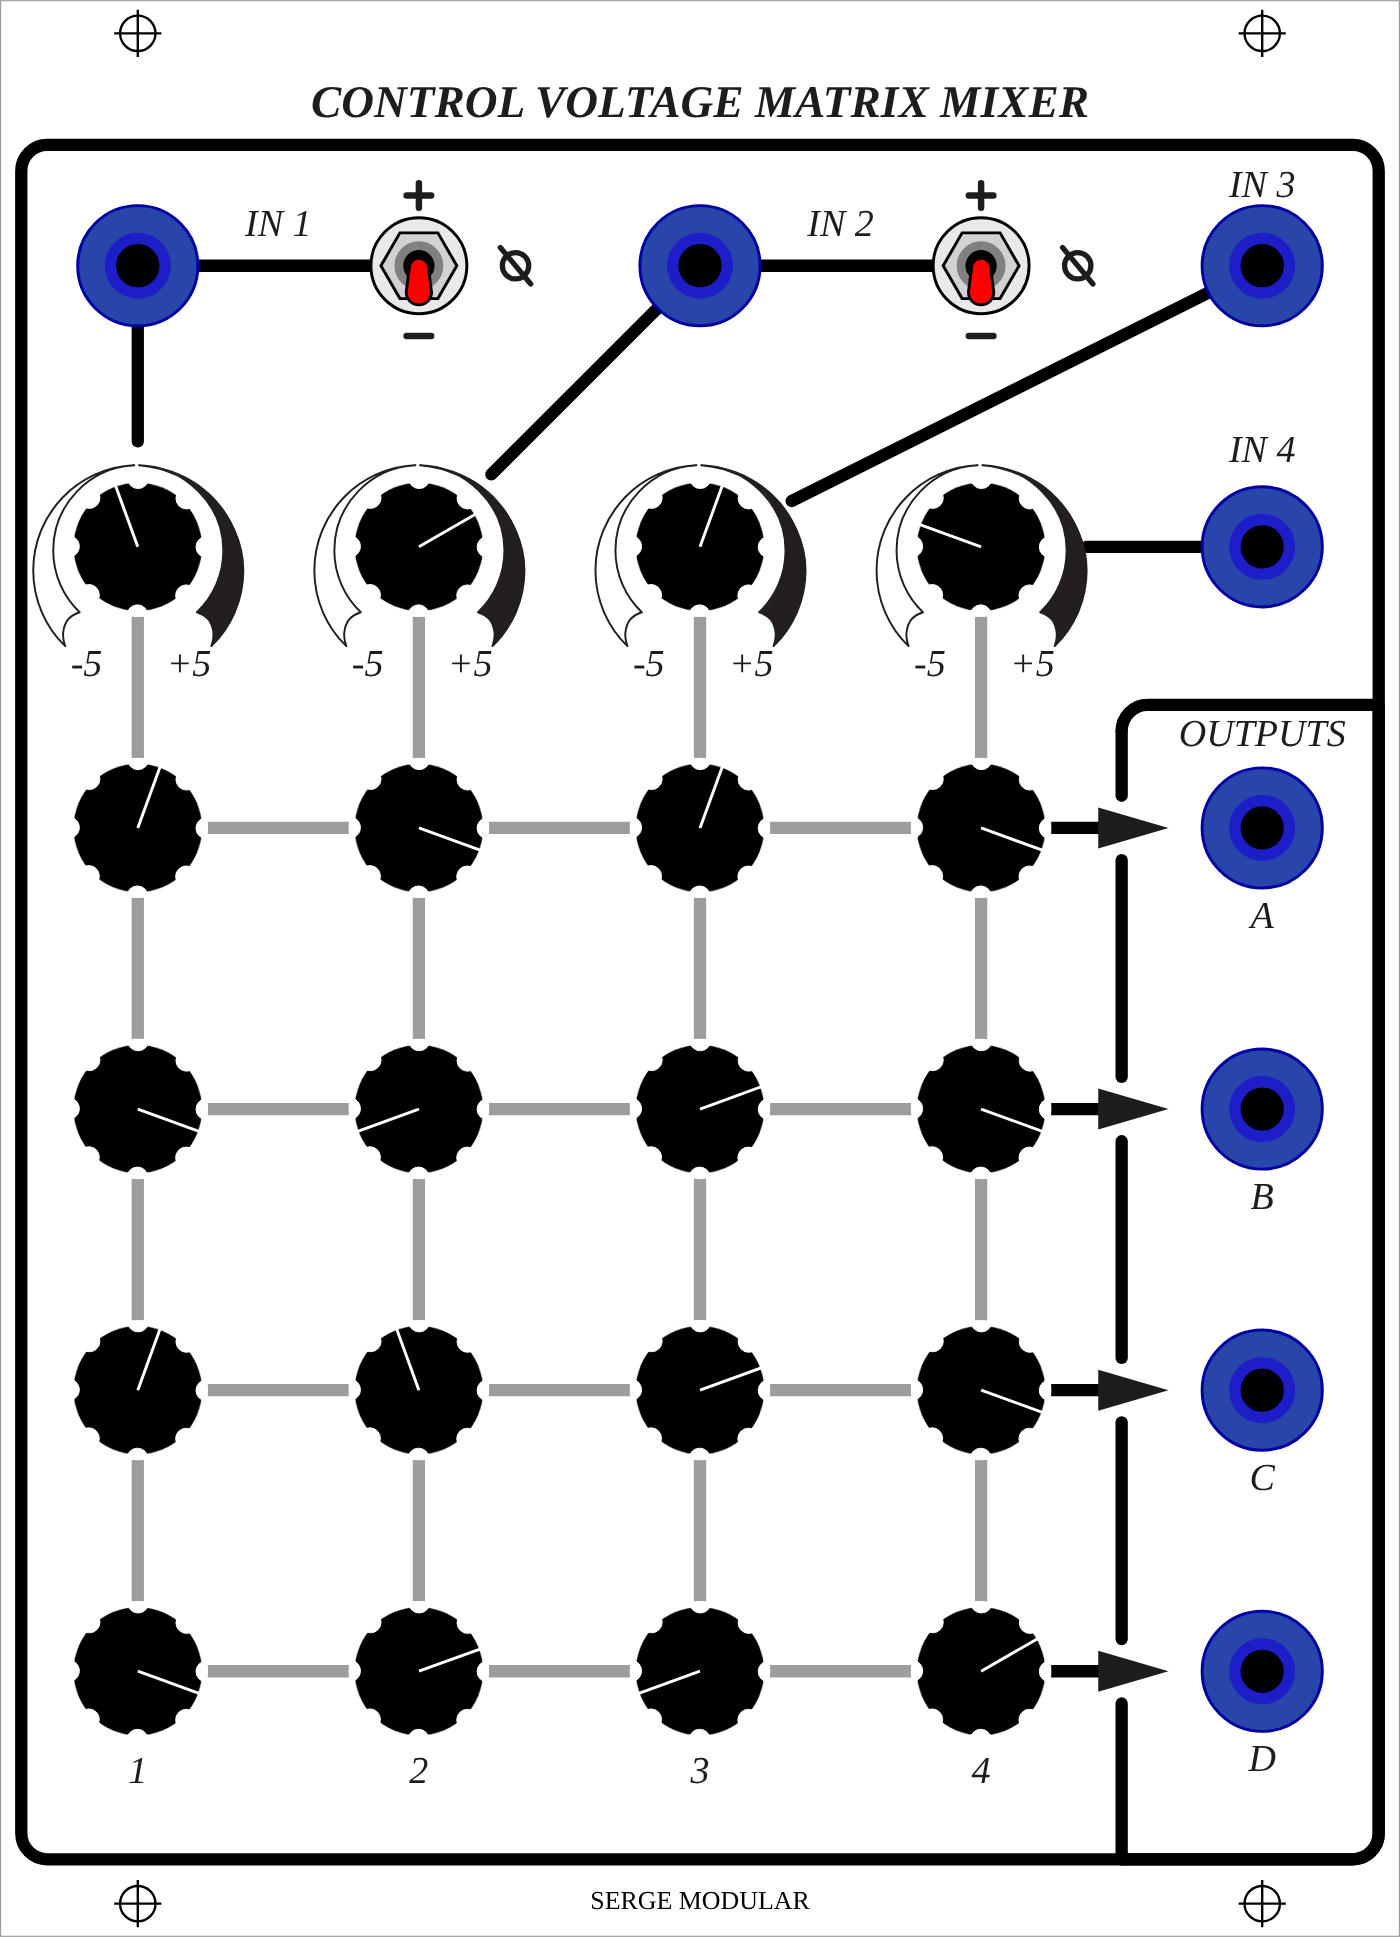 CONTROL VOLTAGE MATRIX MIXER
IN 1
+
-
Ø
IN 2
+
-
Ø
IN 3
IN 4
-5 +5 -5 +5 -5 +5 -5 +5
OUTPUTS
A
B
C
D
1 2 3 4
SERGE MODULAR